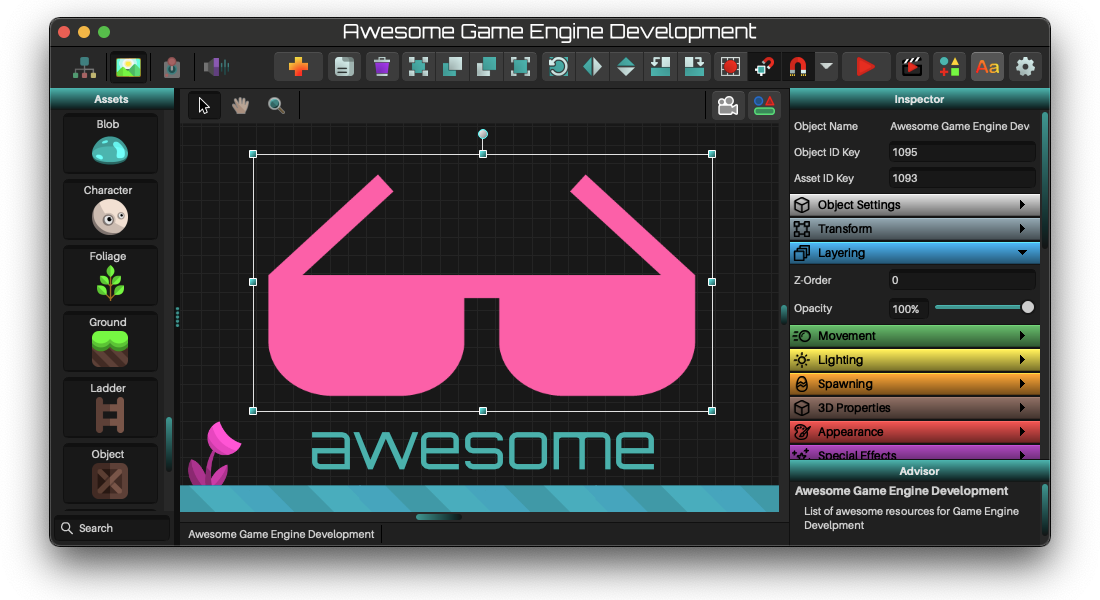 Awesome Game Engine Development
Aa
Assets
Blob
Character
Foliage
Ground
Ladder
Object
Search
awesome
Awesome Game Engine Development
Inspector
Object Name
Awesome Game Engine Dev
Object ID Key
1095
Asset ID Key
1093
Object Settings
Transform
Layering
Z-Order
0
Opacity
100%
Movement
Lighting
Spawning
3D Properties
Appearance
Special Effects
Advisor
Awesome Game Engine Development
List of awesome resources for Game Engine
Develpment